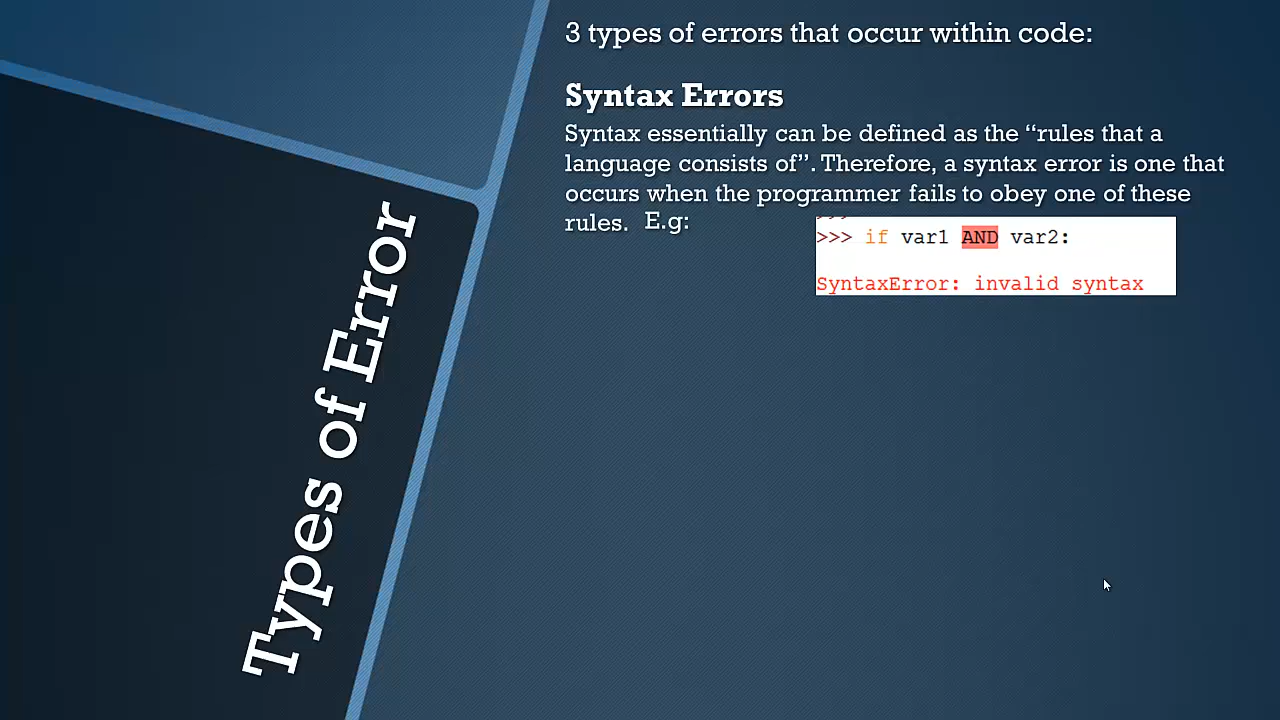 Types of Error
3 types of errors that occur within code:
Syntax Errors
Syntax essentially can be defined as the “rules that a
language consists of”. Therefore, a syntax error is one that
occurs when the programmer fails to obey one of these
rules. E.g:
>>> if var1 AND var2:
SyntaxError: invalid syntax